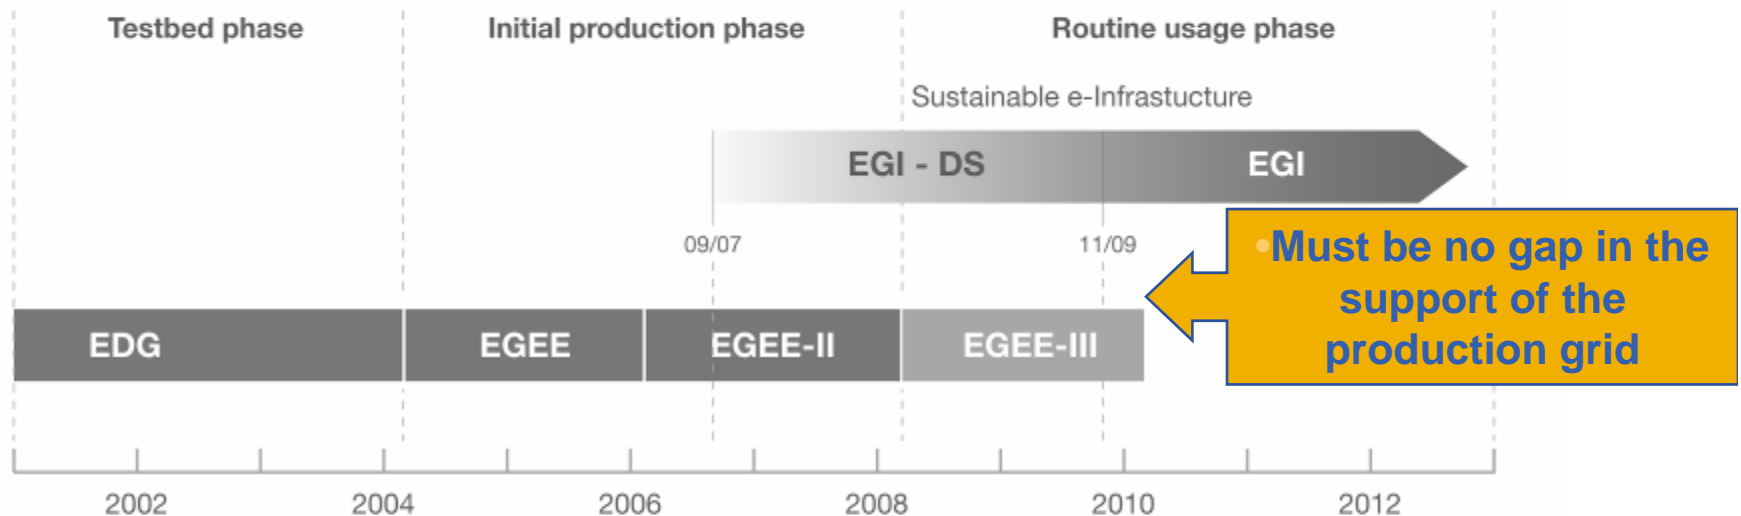 Testbed phase
Initial production phase
Routine usage phase
Sustainable e-Infrastucture
EGI - DS
EGI
09/07
11/09
•Must be no gap in the
support of the
production grid
EDG
EGEE
EGEE-II
EGEE-III
2002
2004
2006
2008
2010
2012